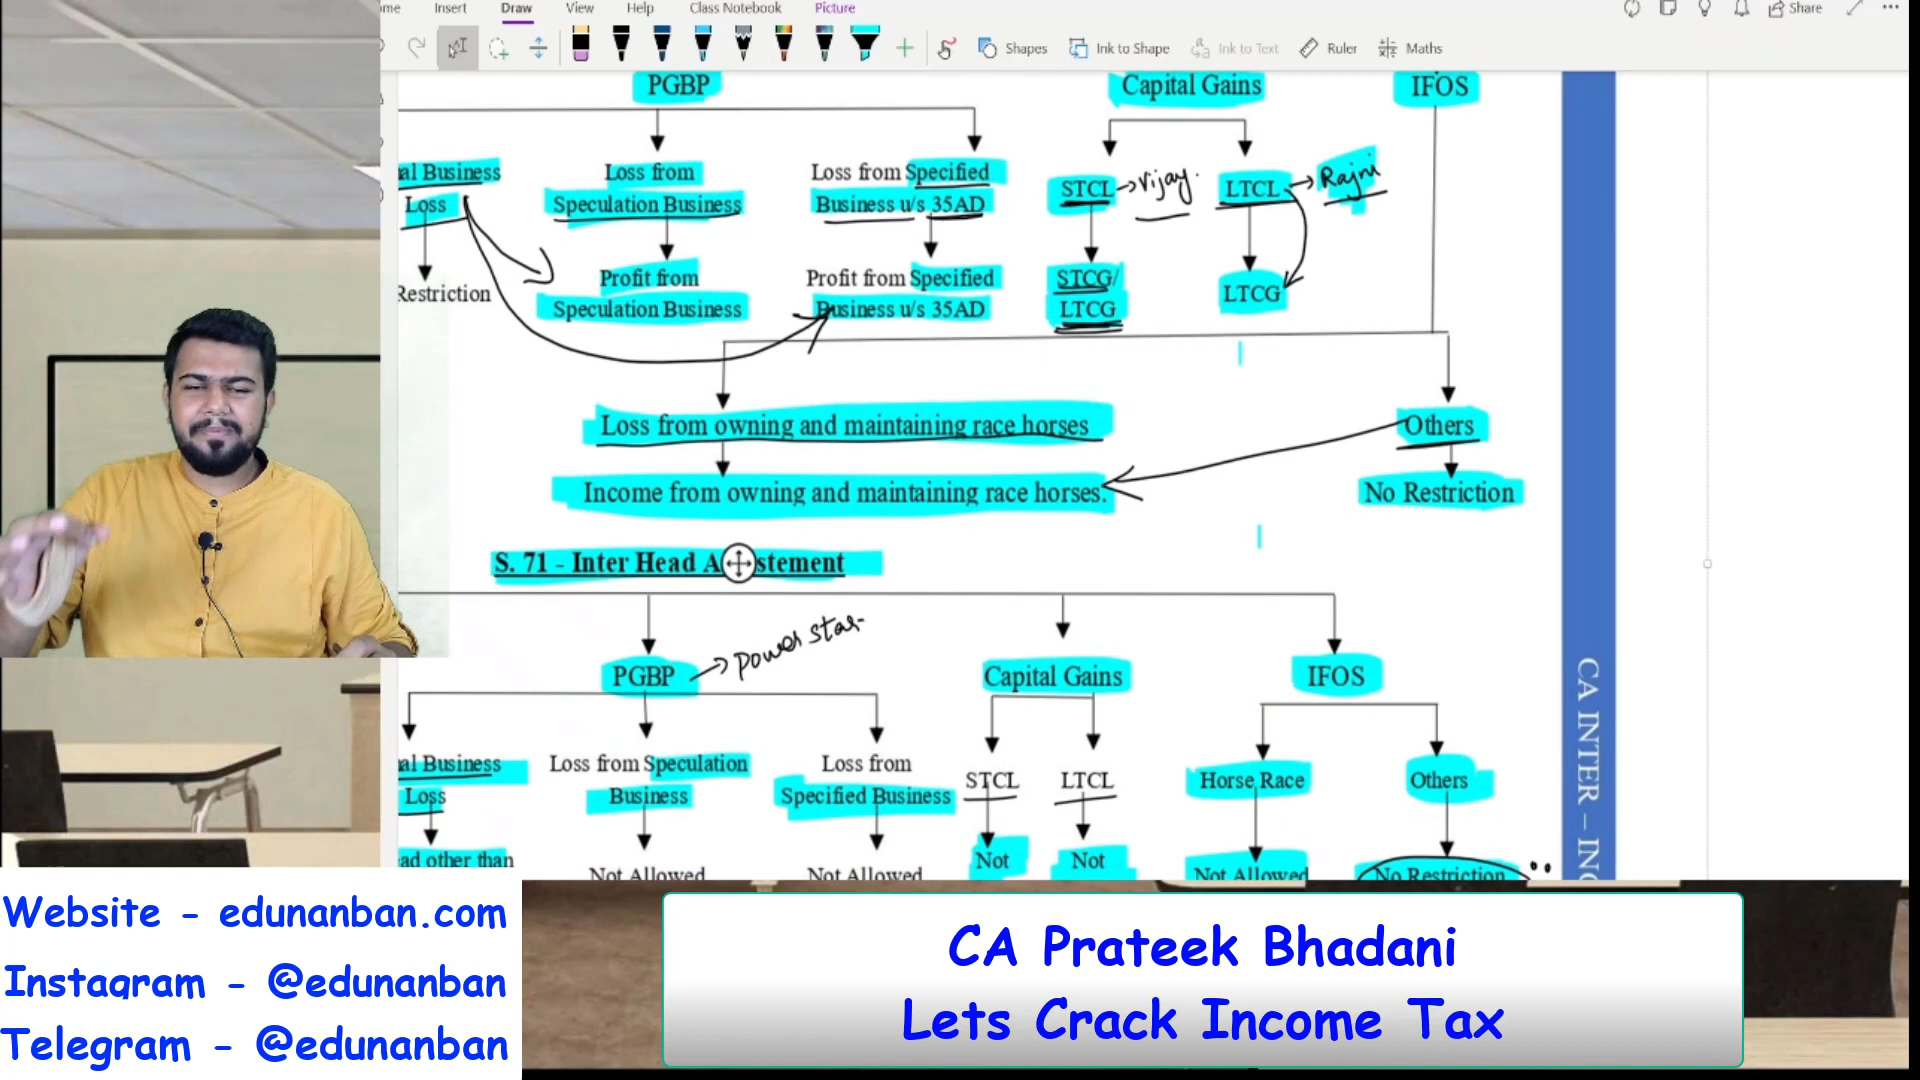 ome Insert Draw View Help Class Notebook Picture Share
Shapes Ink to Shape Ink to Text Ruler Maths
PGBP Capital Gains IFOS
al Business
Loss
Restriction
Loss from
Speculation Business
Profit from
Speculation Business
Loss from Specified
Business u/s 35AD
Profit from Specified
Business u/s 35AD
STCL Vijay.
STCG/
LTCG
LTCL Rajni
LTCG
Loss from owning and maintaining race horses
Income from owning and maintaining race horses.
Others
No Restriction
S. 71 - Inter Head A stement
PGBP power star
Capital Gains
IFOS
al Business
Loss
ad other than
Loss from Speculation
Business
Not Allowed
Loss from
Specified Business
Not Allowed
STCL
Not
LTCL
Not
Horse Race
Not Allowed
Others
No Restriction
CA INTER – INC
Website - edunanban.com
Instagram - @edunanban
Telegram - @edunanban
CA Prateek Bhadani
Lets Crack Income Tax